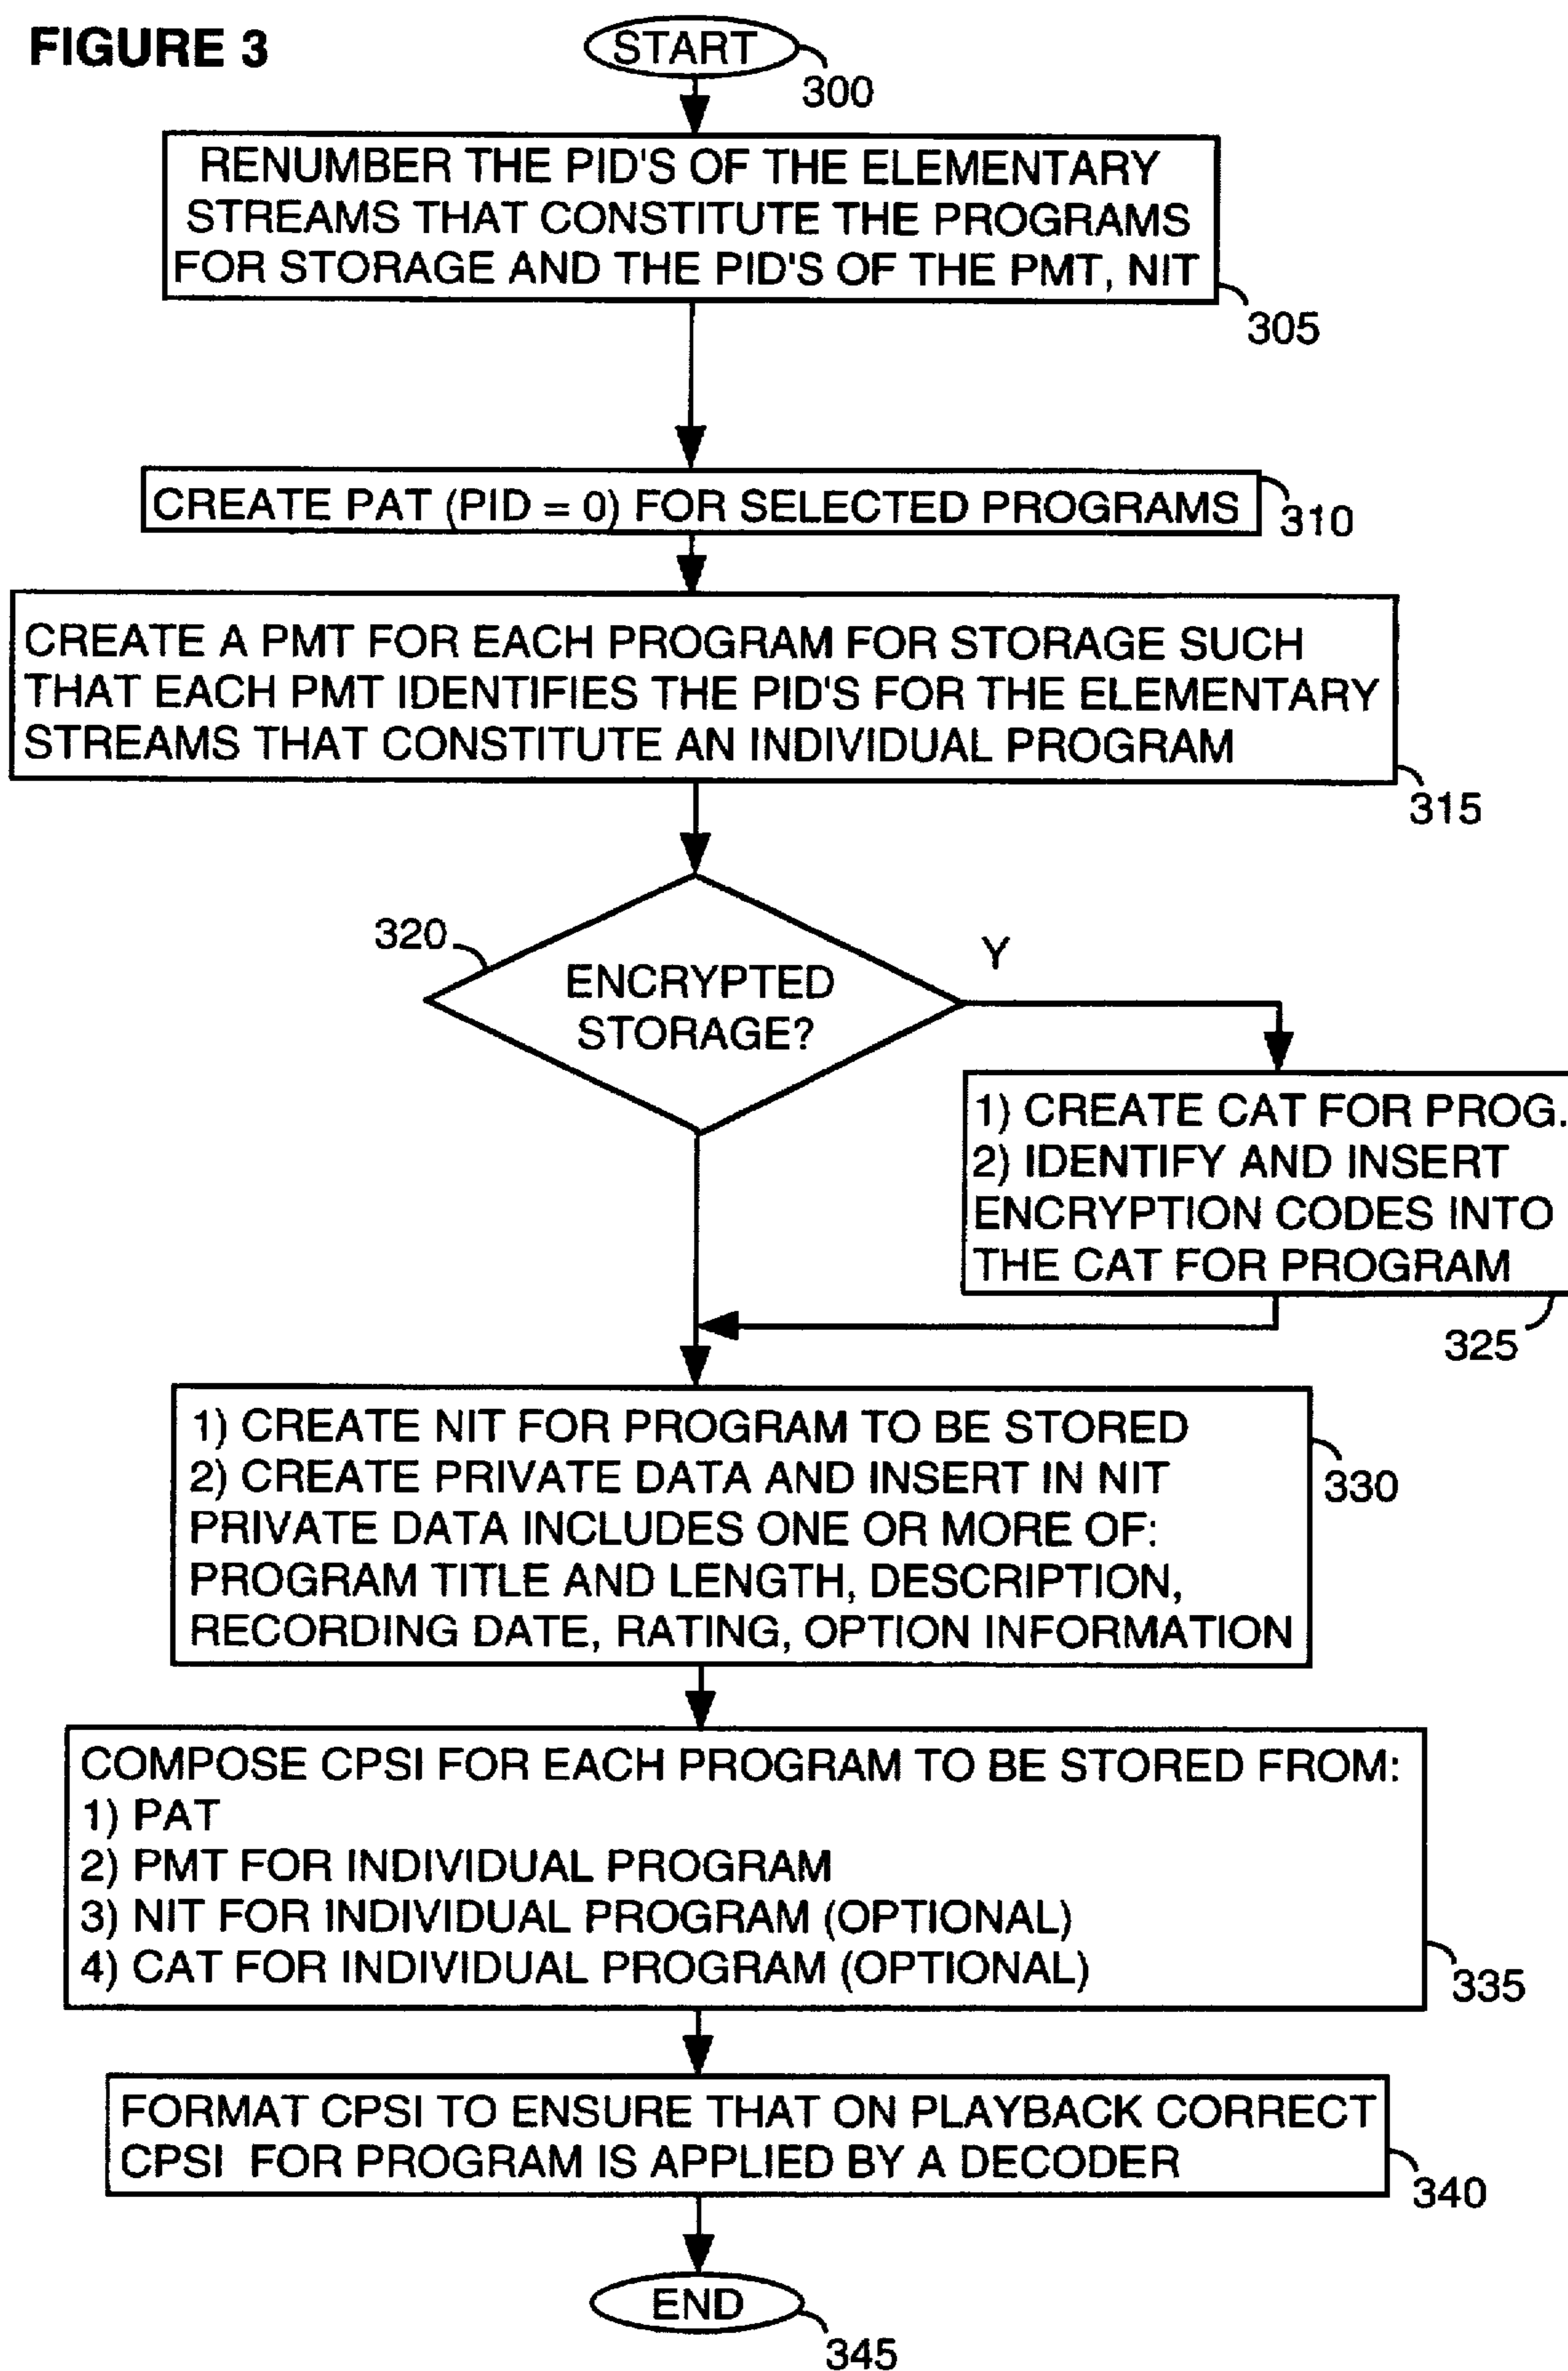 FIGURE 3
START
300
RENUMBER THE PID'S OF THE ELEMENTARY
STREAMS THAT CONSTITUTE THE PROGRAMS
FOR STORAGE AND THE PID'S OF THE PMT, NIT
305
CREATE PAT (PID = 0) FOR SELECTED PROGRAMS
310
CREATE A PMT FOR EACH PROGRAM FOR STORAGE SUCH
THAT EACH PMT IDENTIFIES THE PID'S FOR THE ELEMENTARY
STREAMS THAT CONSTITUTE AN INDIVIDUAL PROGRAM
315
320
ENCRYPTED
STORAGE?
Y
1) CREATE CAT FOR PROG.
2) IDENTIFY AND INSERT
ENCRYPTION CODES INTO
THE CAT FOR PROGRAM
325
1) CREATE NIT FOR PROGRAM TO BE STORED
2) CREATE PRIVATE DATA AND INSERT IN NIT
PRIVATE DATA INCLUDES ONE OR MORE OF:
PROGRAM TITLE AND LENGTH, DESCRIPTION,
RECORDING DATE, RATING, OPTION INFORMATION
330
COMPOSE CPSI FOR EACH PROGRAM TO BE STORED FROM:
1) PAT
2) PMT FOR INDIVIDUAL PROGRAM
3) NIT FOR INDIVIDUAL PROGRAM (OPTIONAL)
4) CAT FOR INDIVIDUAL PROGRAM (OPTIONAL)
335
FORMAT CPSI TO ENSURE THAT ON PLAYBACK CORRECT
CPSI FOR PROGRAM IS APPLIED BY A DECODER
340
END
345